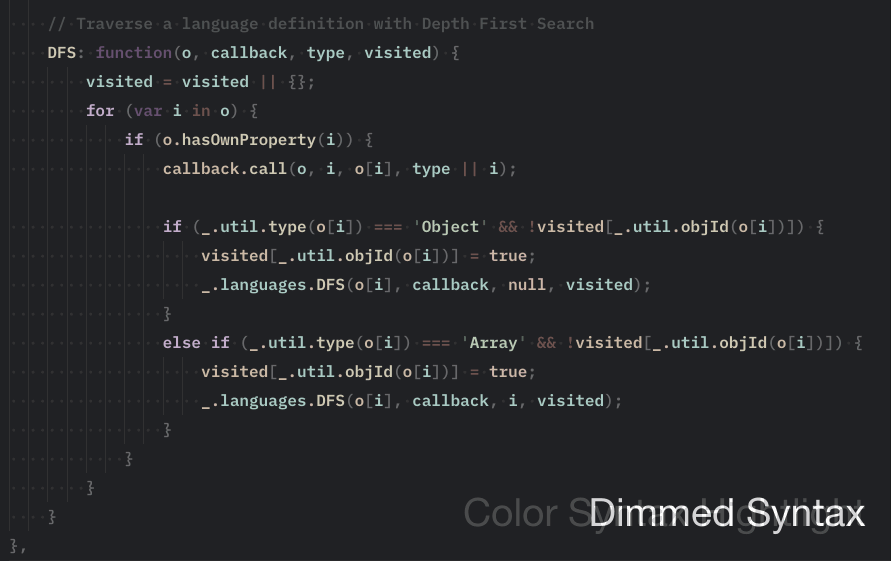 // Traverse a language definition with Depth First Search
DFS: function(o, callback, type, visited) {
visited = visited || {};
for (var i in o) {
if (o.hasOwnProperty(i)) {
callback.call(o, i, o[i], type || i);
if (_.util.type(o[i]) === 'Object' && !visited[_.util.objId(o[i])]) {
visited[_.util.objId(o[i])] = true;
_.languages.DFS(o[i], callback, null, visited);
}
else if (_.util.type(o[i]) === 'Array' && !visited[_.util.objId(o[i])]) {
visited[_.util.objId(o[i])] = true;
_.languages.DFS(o[i], callback, i, visited);
}
}
}
}
},
Color Syntax Highlight
Dimmed Syntax